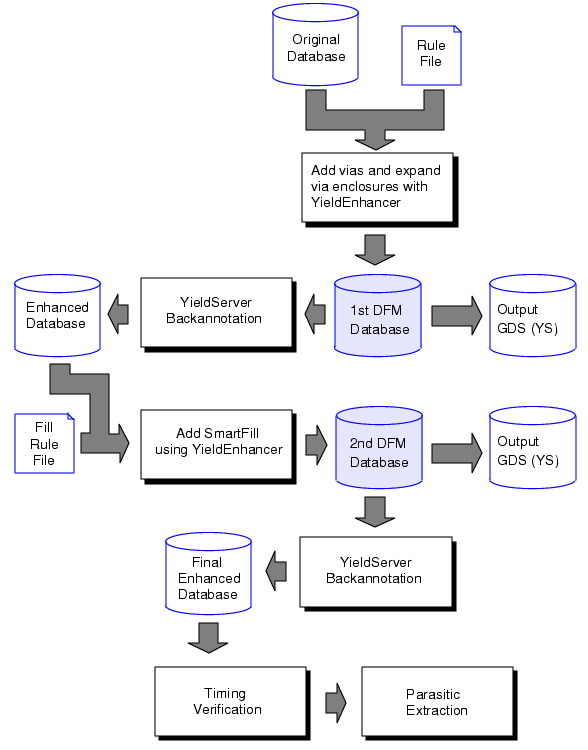 Original
Database
Rule
File
Add vias and expand
via enclosures with
YieldEnhancer
Enhanced
Database
YieldServer
Backannotation
1st DFM
Database
Output
GDS (YS)
Fill
Rule
File
Add SmartFill
using YieldEnhancer
2nd DFM
Database
Output
GDS (YS)
Final
Enhanced
Database
YieldServer
Backannotation
Timing
Verification
Parasitic
Extraction